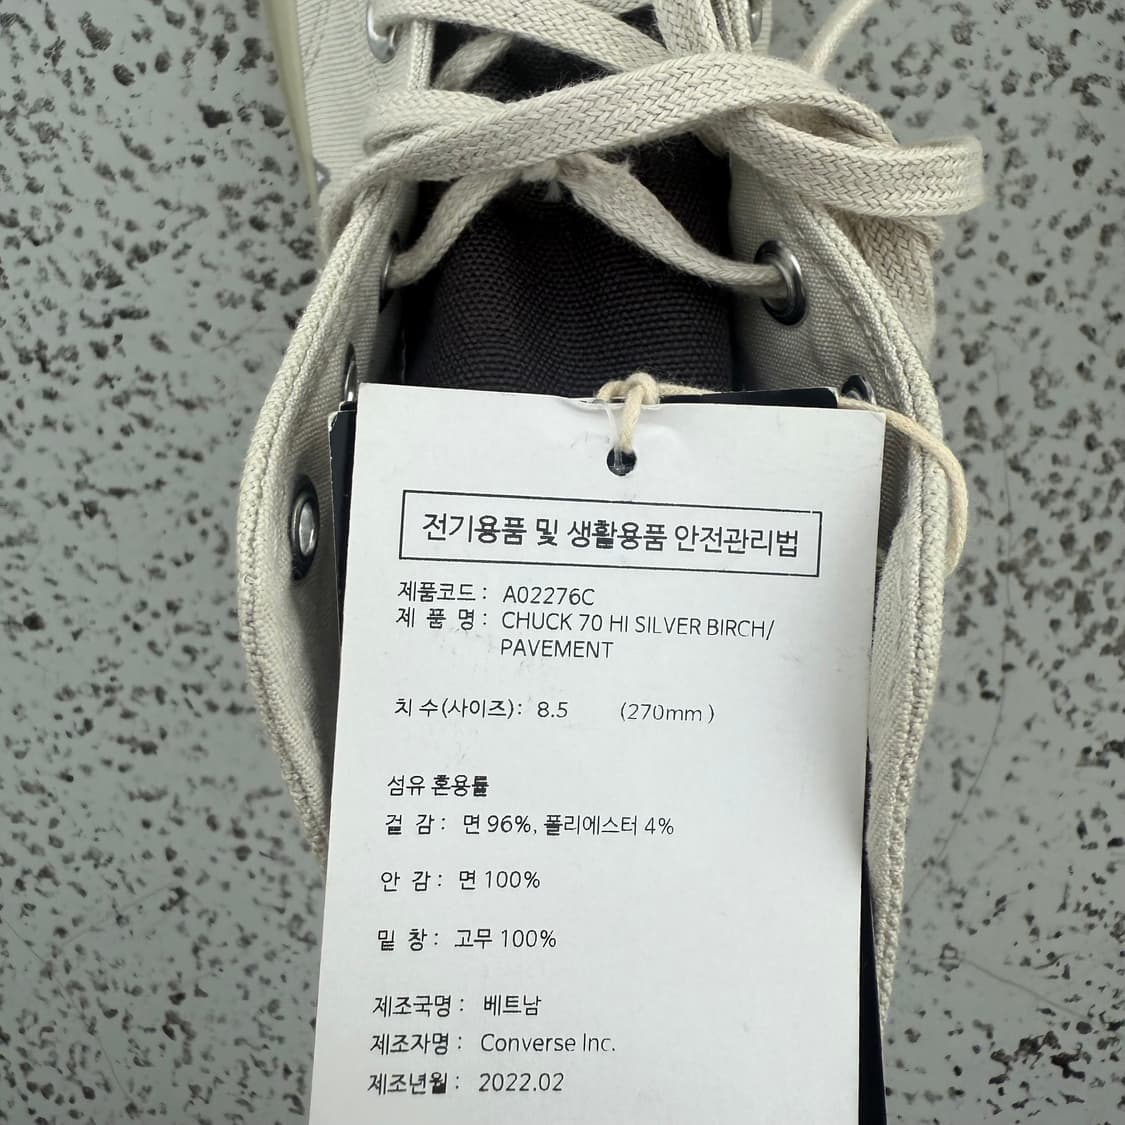 전기용품 및 생활용품 안전관리법
제품코드 : A02276C
제 품 명 : CHUCK 70 HI SILVER BIRCH/
PAVEMENT
치 수(사이즈) : 8.5 (270mm )
섬유 혼용률
겉 감 : 면 96%, 폴리에스터 4%
안 감 : 면 100%
밑 창 : 고무 100%
제조국명 : 베트남
제조자명 : Converse Inc.
제조년월 : 2022.02